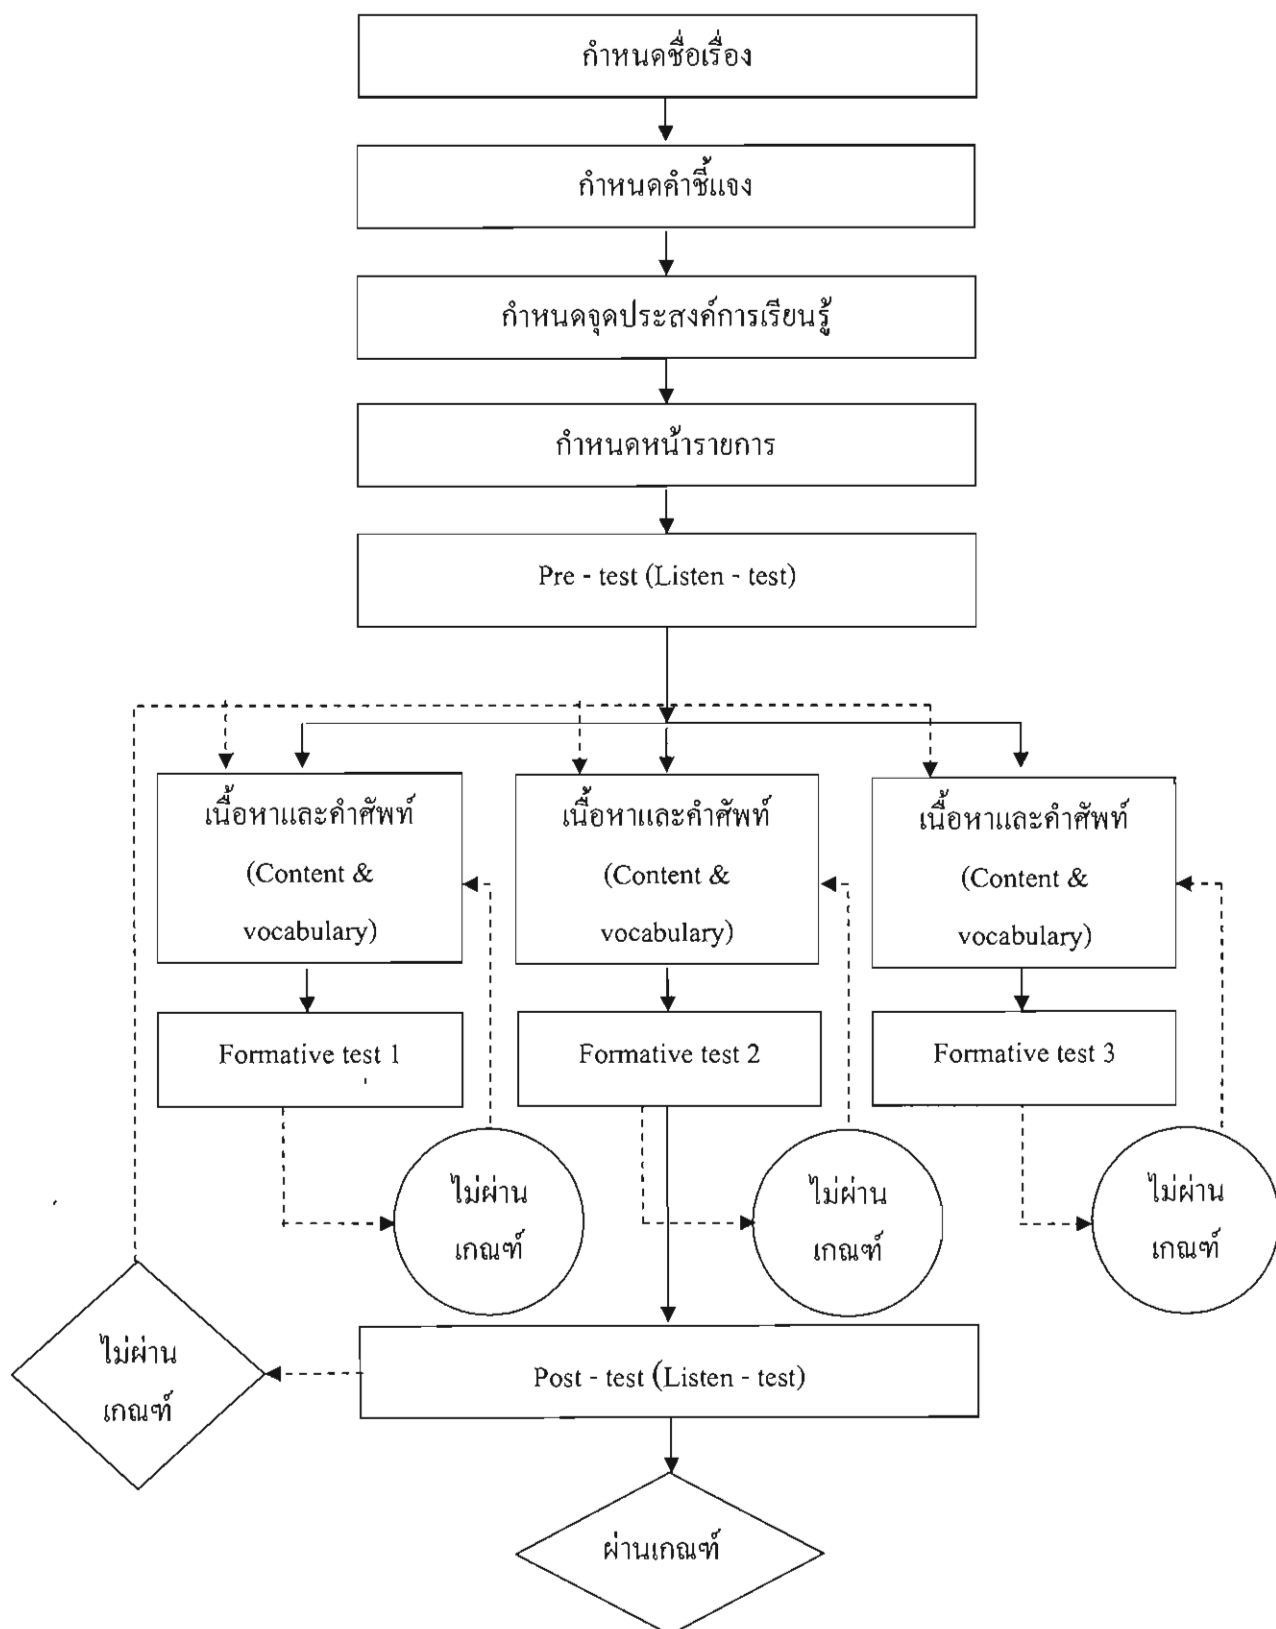 กำหนดชื่อเรื่อง
กำหนดคำชี้แจง
กำหนดจุดประสงค์การเรียนรู้
กำหนดหน้ารายการ
Pre - test (Listen - test)
เนื้อหาและคำศัพท์
(Content &
vocabulary)
เนื้อหาและคำศัพท์
(Content &
vocabulary)
เนื้อหาและคำศัพท์
(Content &
vocabulary)
Formative test 1
Formative test 2
Formative test 3
ไม่ผ่าน
เกณฑ์
ไม่ผ่าน
เกณฑ์
ไม่ผ่าน
เกณฑ์
ไม่ผ่าน
เกณฑ์
Post - test (Listen - test)
ผ่านเกณฑ์